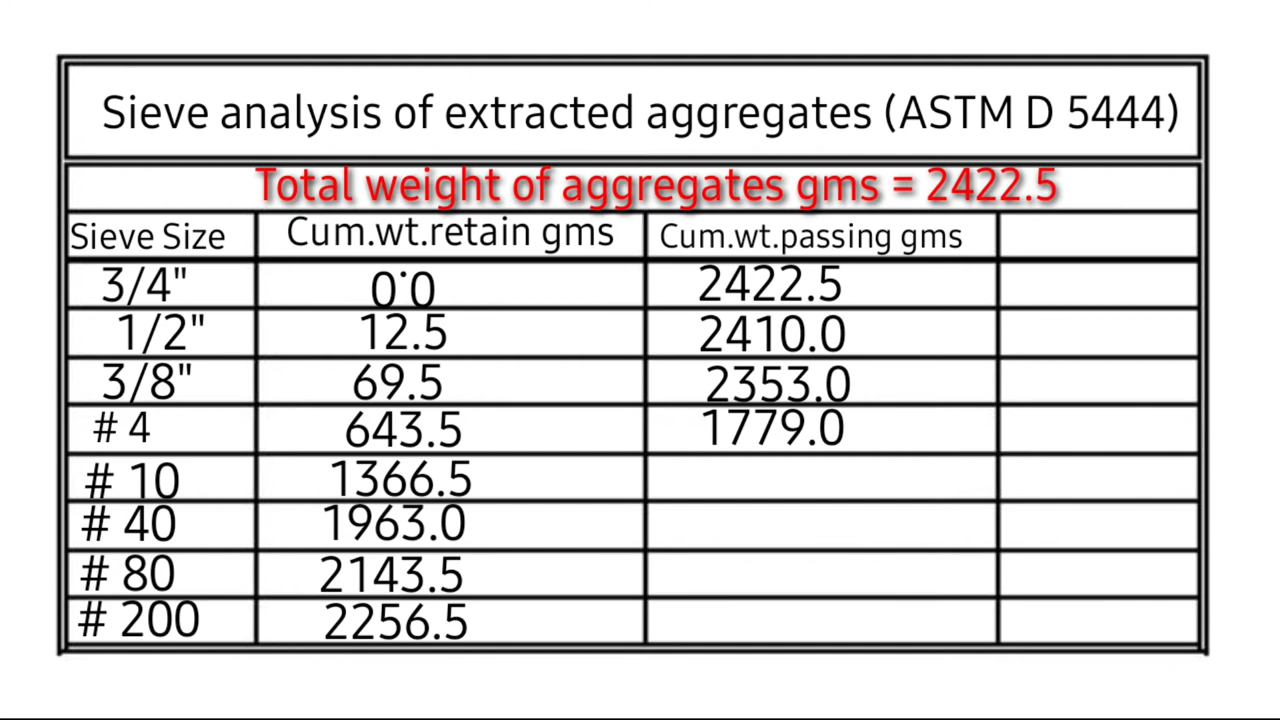 Sieve analysis of extracted aggregates (ASTM D 5444)
Total weight of aggregates gms = 2422.5
Sieve Size Cum.wt.retain gms Cum.wt.passing gms
3/4" 0.0 2422.5
1/2" 12.5 2410.0
3/8" 69.5 2353.0
# 4 643.5 1779.0
# 10 1366.5
# 40 1963.0
# 80 2143.5
# 200 2256.5